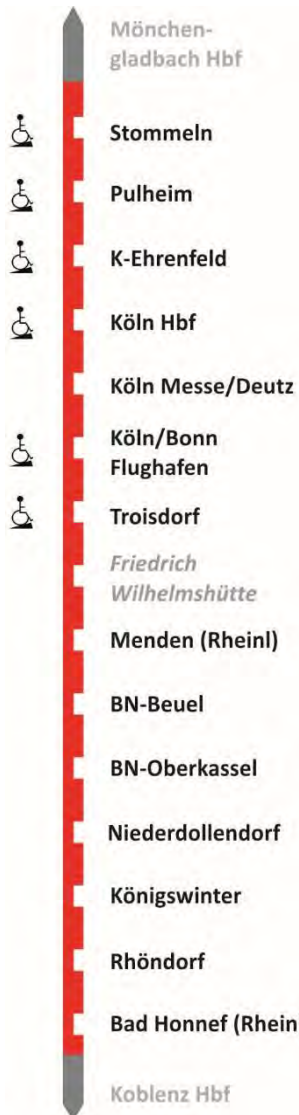 Mönchen-
gladbach Hbf
Stommeln
Pulheim
K-Ehrenfeld
Köln Hbf
Köln Messe/Deutz
Köln/Bonn
Flughafen
Troisdorf
Friedrich
Wilhelmshütte
Menden (Rheinl)
BN-Beuel
BN-Oberkassel
Niederdollendorf
Königswinter
Rhöndorf
Bad Honnef (Rhein
Koblenz Hbf